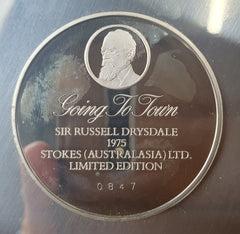 Going To Town
SIR RUSSELL DRYSDALE
1975
STOKES (AUSTRALASIA) LTD.
LIMITED EDITION
0847